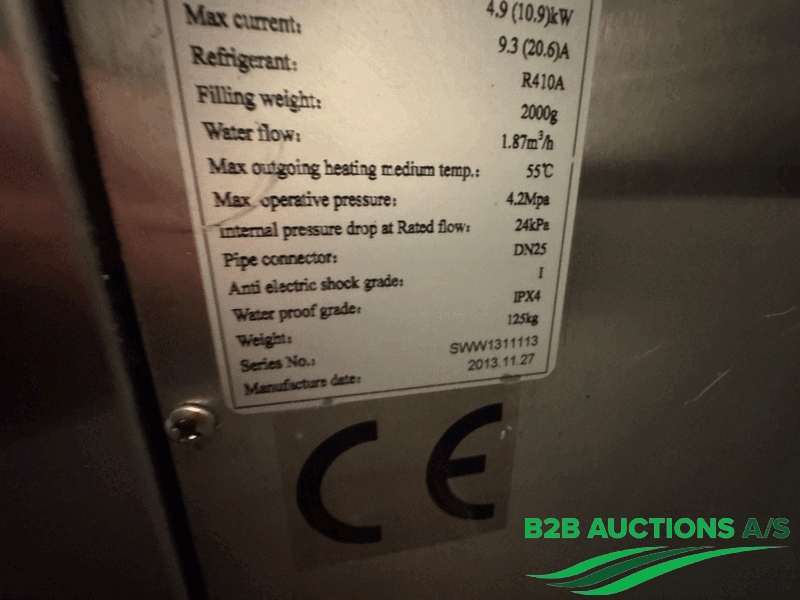 4.9 (10.9)kW
Max current: 9.3 (20.6)A
Refrigerant: R410A
Filling weight: 2000g
Water flow: 1.87m³/h
Max outgoing heating medium temp.: 55℃
Max operative pressure: 4.2Mpa
internal pressure drop at Rated flow: 24kPa
Pipe connector: DN25
Anti electric shock grade: I
Water proof grade: IPX4
Weight: 125kg
Series No.: SWW1311113
Manufacture date: 2013.11.27
CE
B2B AUCTIONS A/S